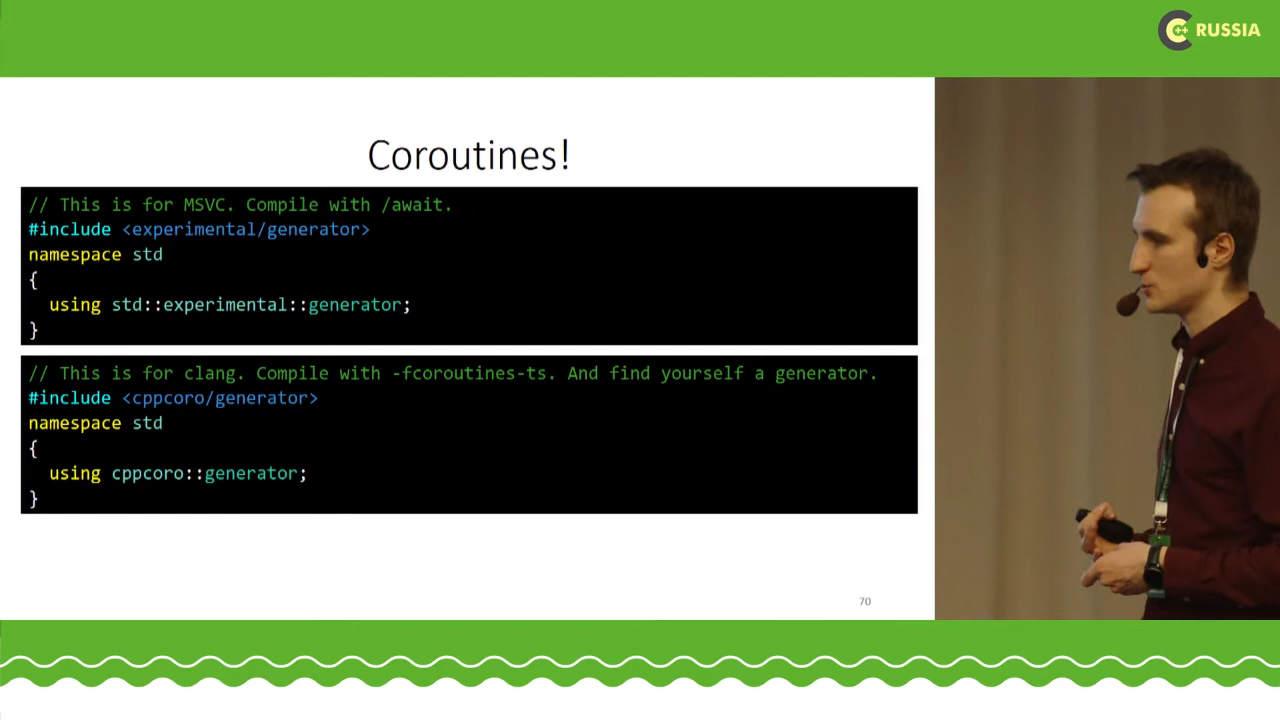 C++ RUSSIA
Coroutines!
// This is for MSVC. Compile with /await.
#include <experimental/generator>
namespace std
{
using std::experimental::generator;
}
// This is for clang. Compile with -fcoroutines-ts. And find yourself a generator.
#include <cppcoro/generator>
namespace std
{
using cppcoro::generator;
}
70